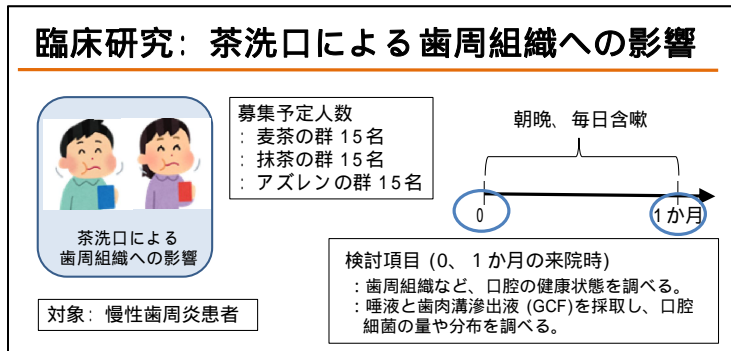 臨床研究: 茶洗口による歯周組織への影響
茶洗口による
歯周組織への影響
対象: 慢性歯周炎患者
募集予定人数
: 麦茶の群 15名
: 抹茶の群 15名
: アズレンの群 15名
朝晩、毎日含嗽
0
1か月
検討項目 (0、1か月の来院時)
: 歯周組織など、口腔の健康状態を調べる。
: 唾液と歯肉溝滲出液 (GCF)を採取し、口腔
細菌の量や分布を調べる。